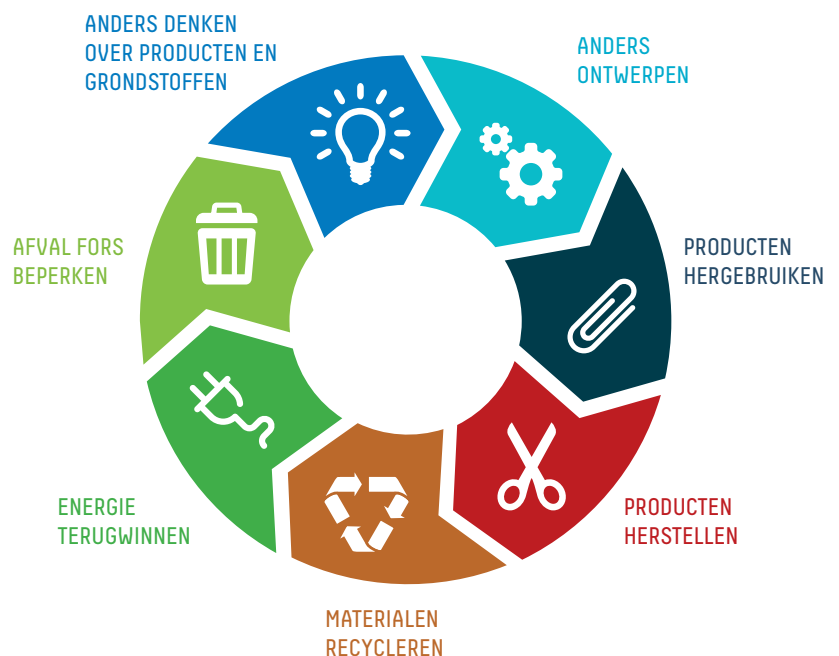 ANDERS DENKEN
OVER PRODUCTEN EN
GRONDSTOFFEN
ANDERS
ONTWERPEN
PRODUCTEN
HERGEBRUIKEN
PRODUCTEN
HERSTELLEN
MATERIALEN
RECYCLEREN
ENERGIE
TERUGWINNEN
AFVAL FORS
BEPERKEN